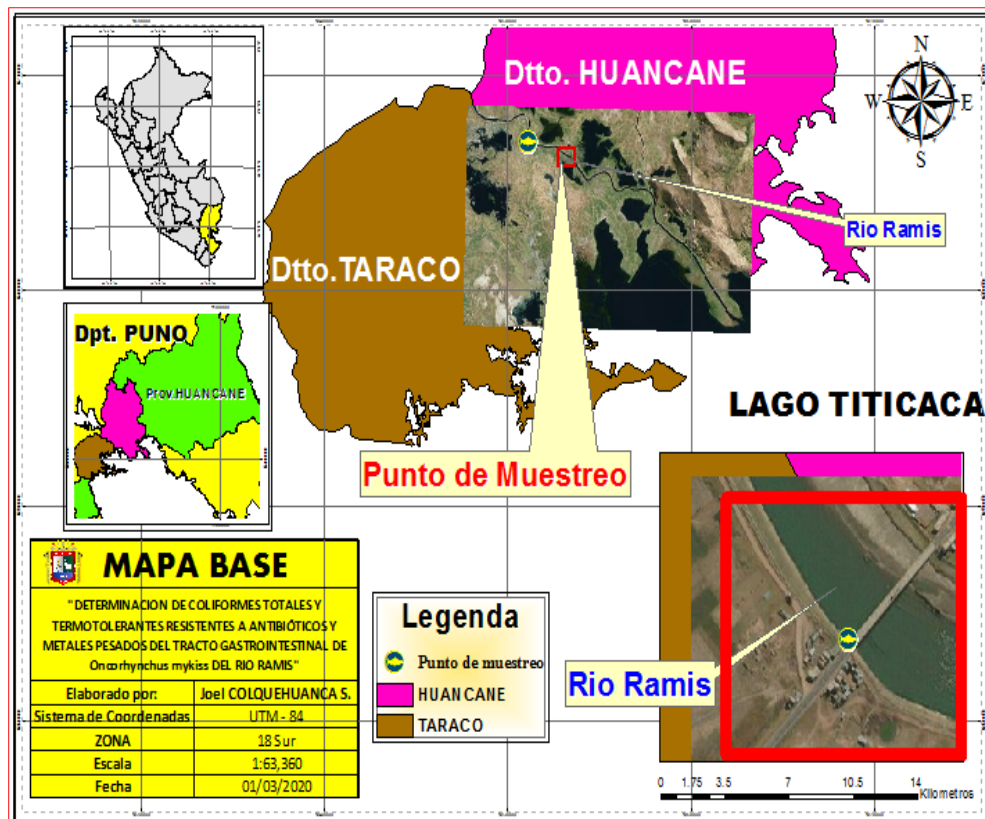 Dtto. HUANCANE
N
W E
S
Rio Ramis
Dtto.TARACO
Dpt. PUNO
Prov.HUANCANE
LAGO TITICACA
Punto de Muestreo
MAPA BASE
"DETERMINACION DE COLIFORMES TOTALES Y
TERMOTOLERANTES RESISTENTES A ANTIBIÓTICOS Y
METALES PESADOS DEL TRACTO GASTROINTESTINAL DE
Oncorhynchus mykiss DEL RIO RAMIS"
Elaborado por: Joel COLQUEHUANCA S.
Sistema de Coordenadas UTM - 84
ZONA 18 Sur
Escala 1:63,360
Fecha 01/03/2020
Legenda
Punto de muestreo
HUANCANE
TARACO
Rio Ramis
0 1.75 3.5 7 10.5 14
Kilometros